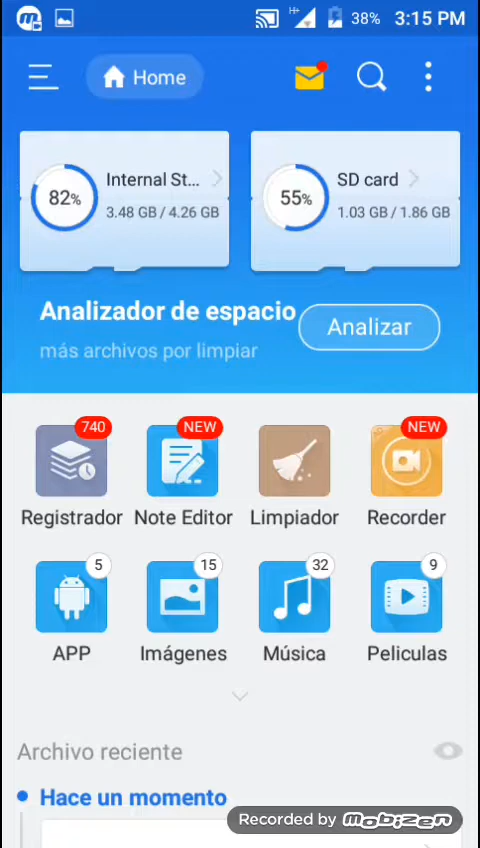 38% 3:15 PM
Home
82%
Internal St...
3.48 GB / 4.26 GB
55%
SD card
1.03 GB / 1.86 GB
Analizador de espacio
más archivos por limpiar
Analizar
740
NEW
NEW
Registrador
Note Editor
Limpiador
Recorder
5
15
32
9
APP
Imágenes
Música
Peliculas
Archivo reciente
Hace un momento
Recorded by Mobizen